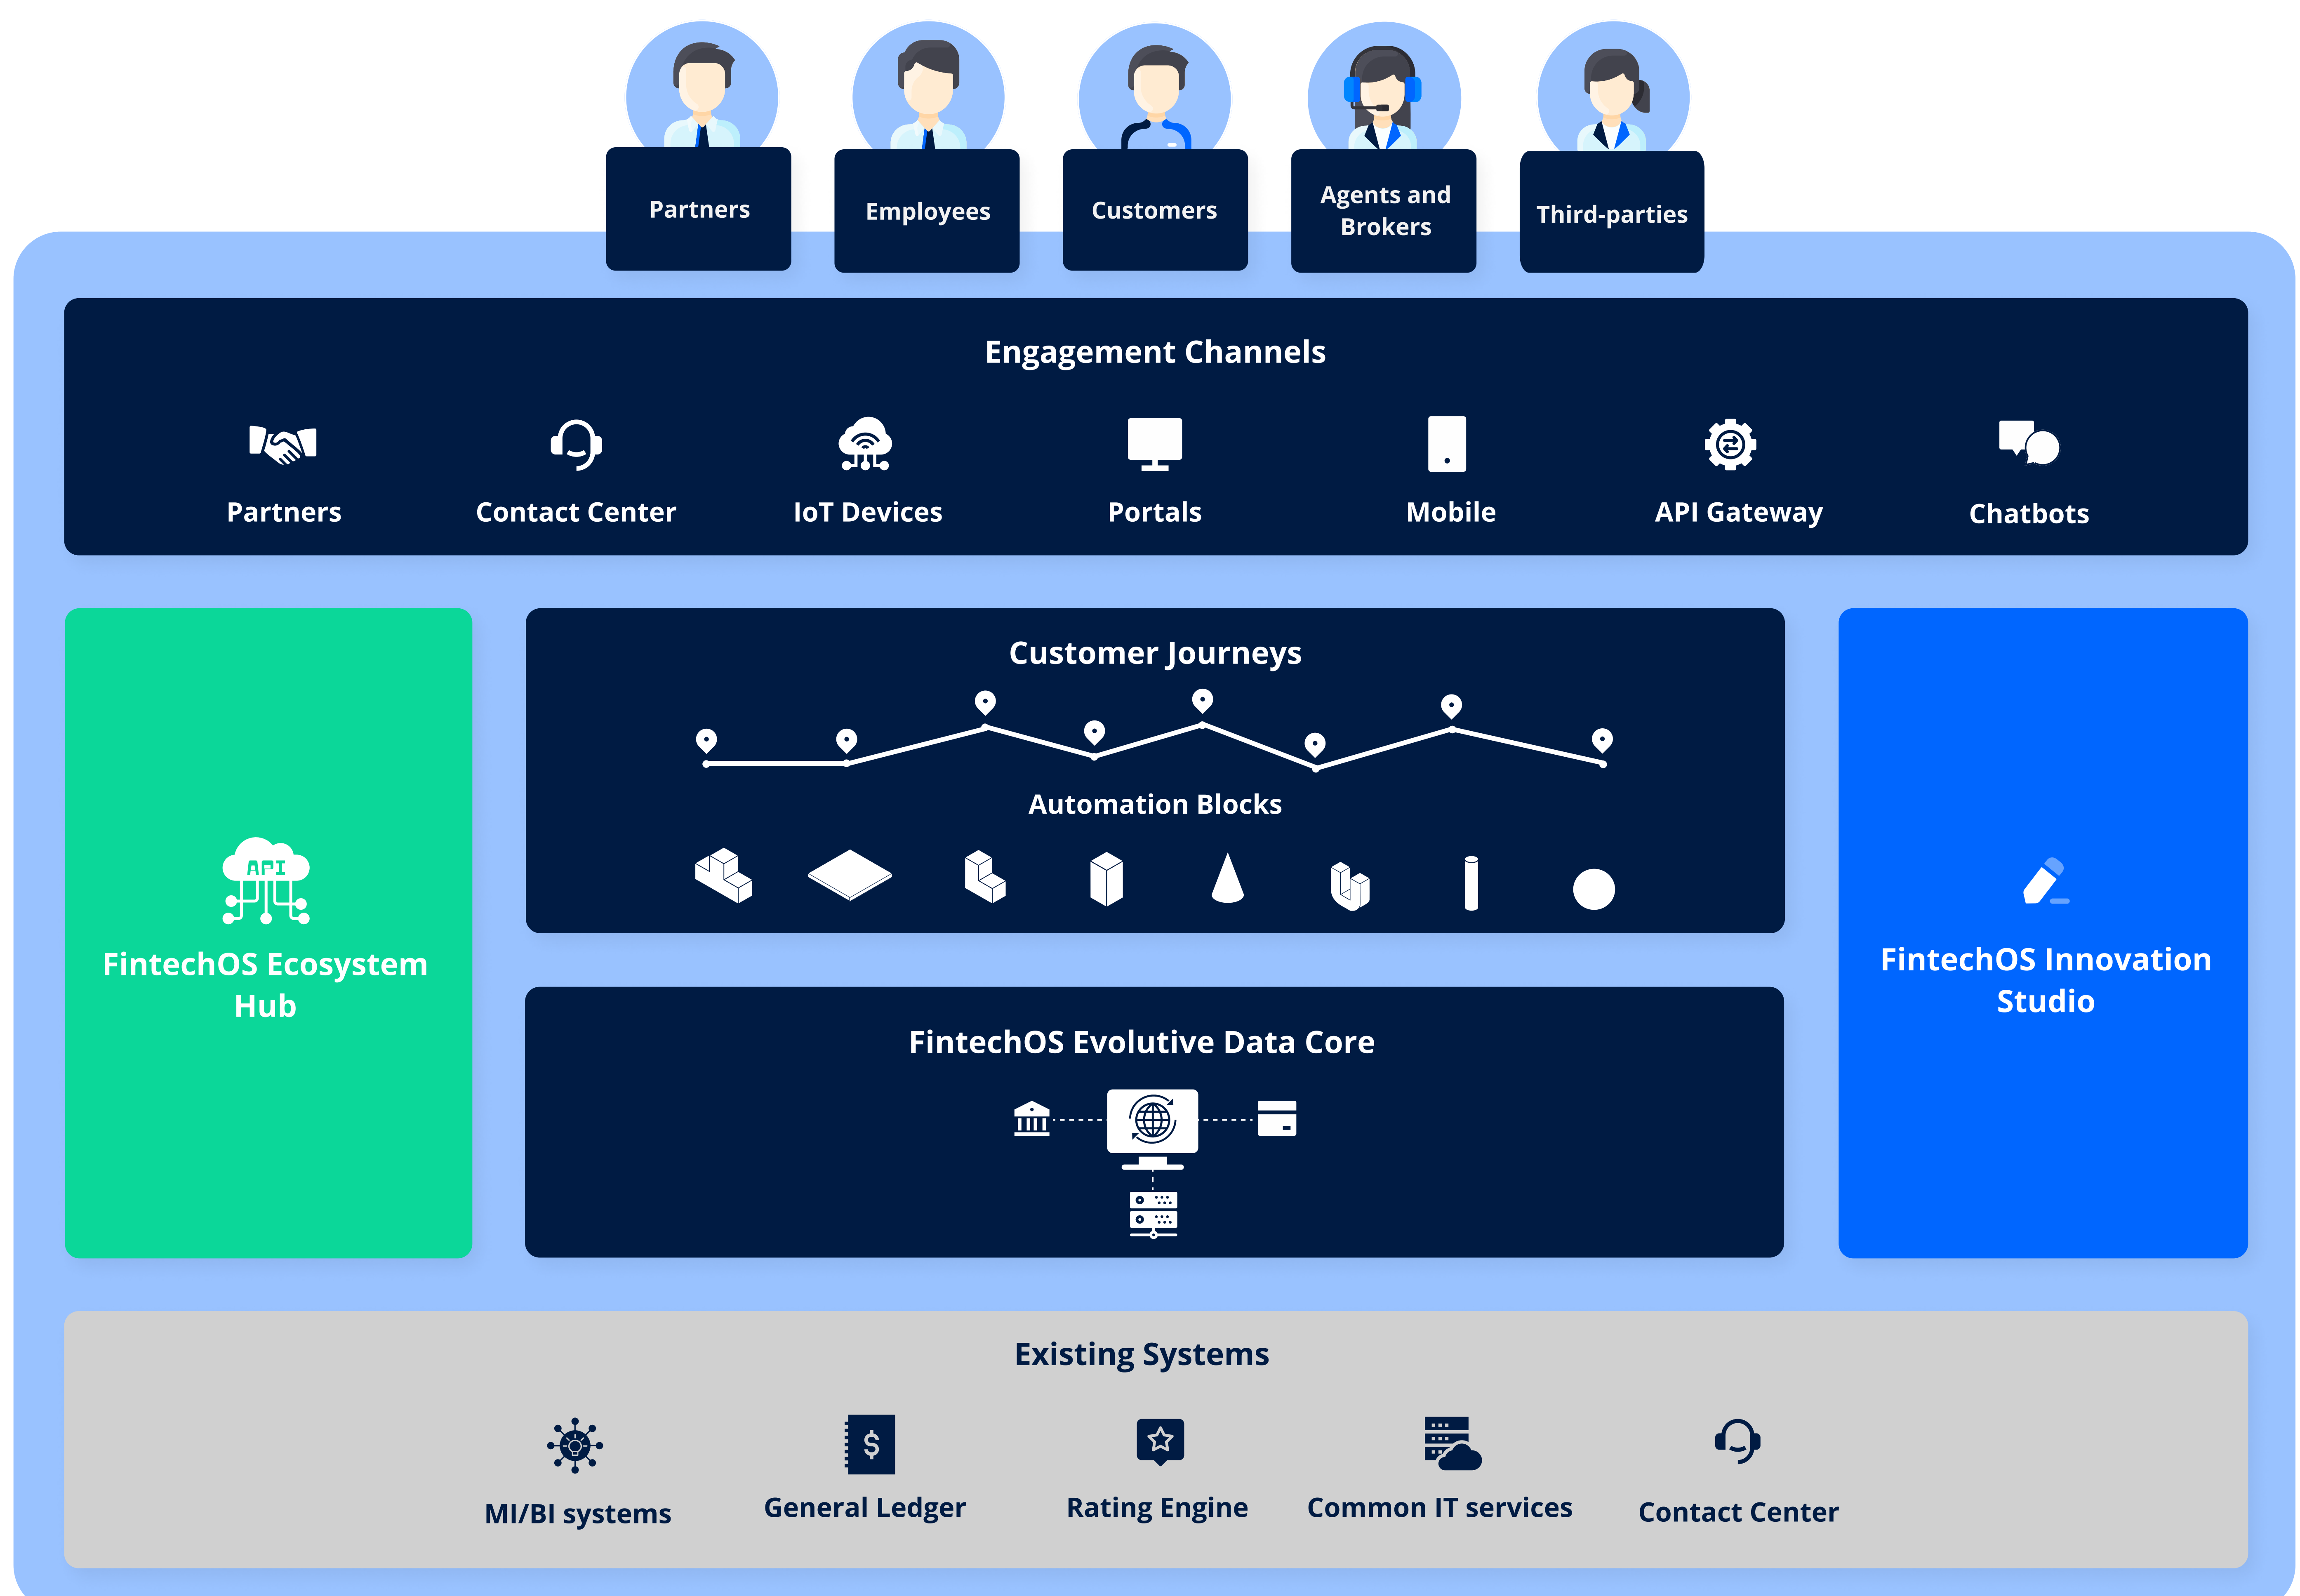 Partners
Employees
Customers
Agents and
Brokers
Third-parties
Engagement Channels
Partners
Contact Center
IoT Devices
Portals
Mobile
API Gateway
Chatbots
Customer Journeys
Automation Blocks
API
FintechOS Ecosystem
Hub
FintechOS Innovation
Studio
FintechOS Evolutive Data Core
Existing Systems
$
MI/BI systems
General Ledger
Rating Engine
Common IT services
Contact Center